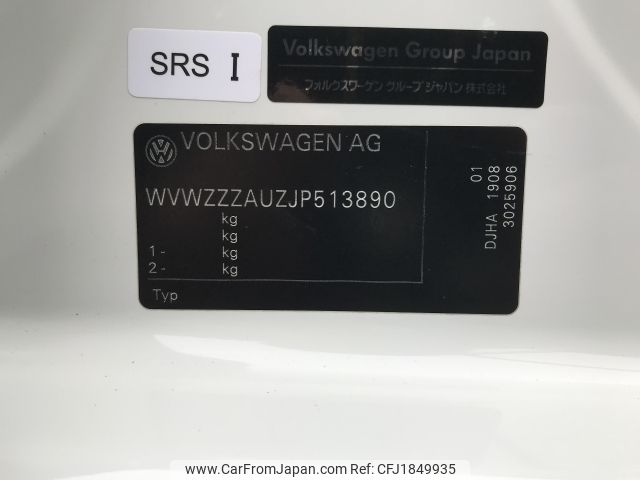 SRS I
Volkswagen Group Japan
フォルクスワーゲン グループ ジャパン 株式会社
VOLKSWAGEN AG
WVWZZZAUZJP513890
kg
kg
1- kg
2- kg
Typ
01
DJHA 1908
3025906
www.CarFromJapan.com | Copyright: CFJ1849935